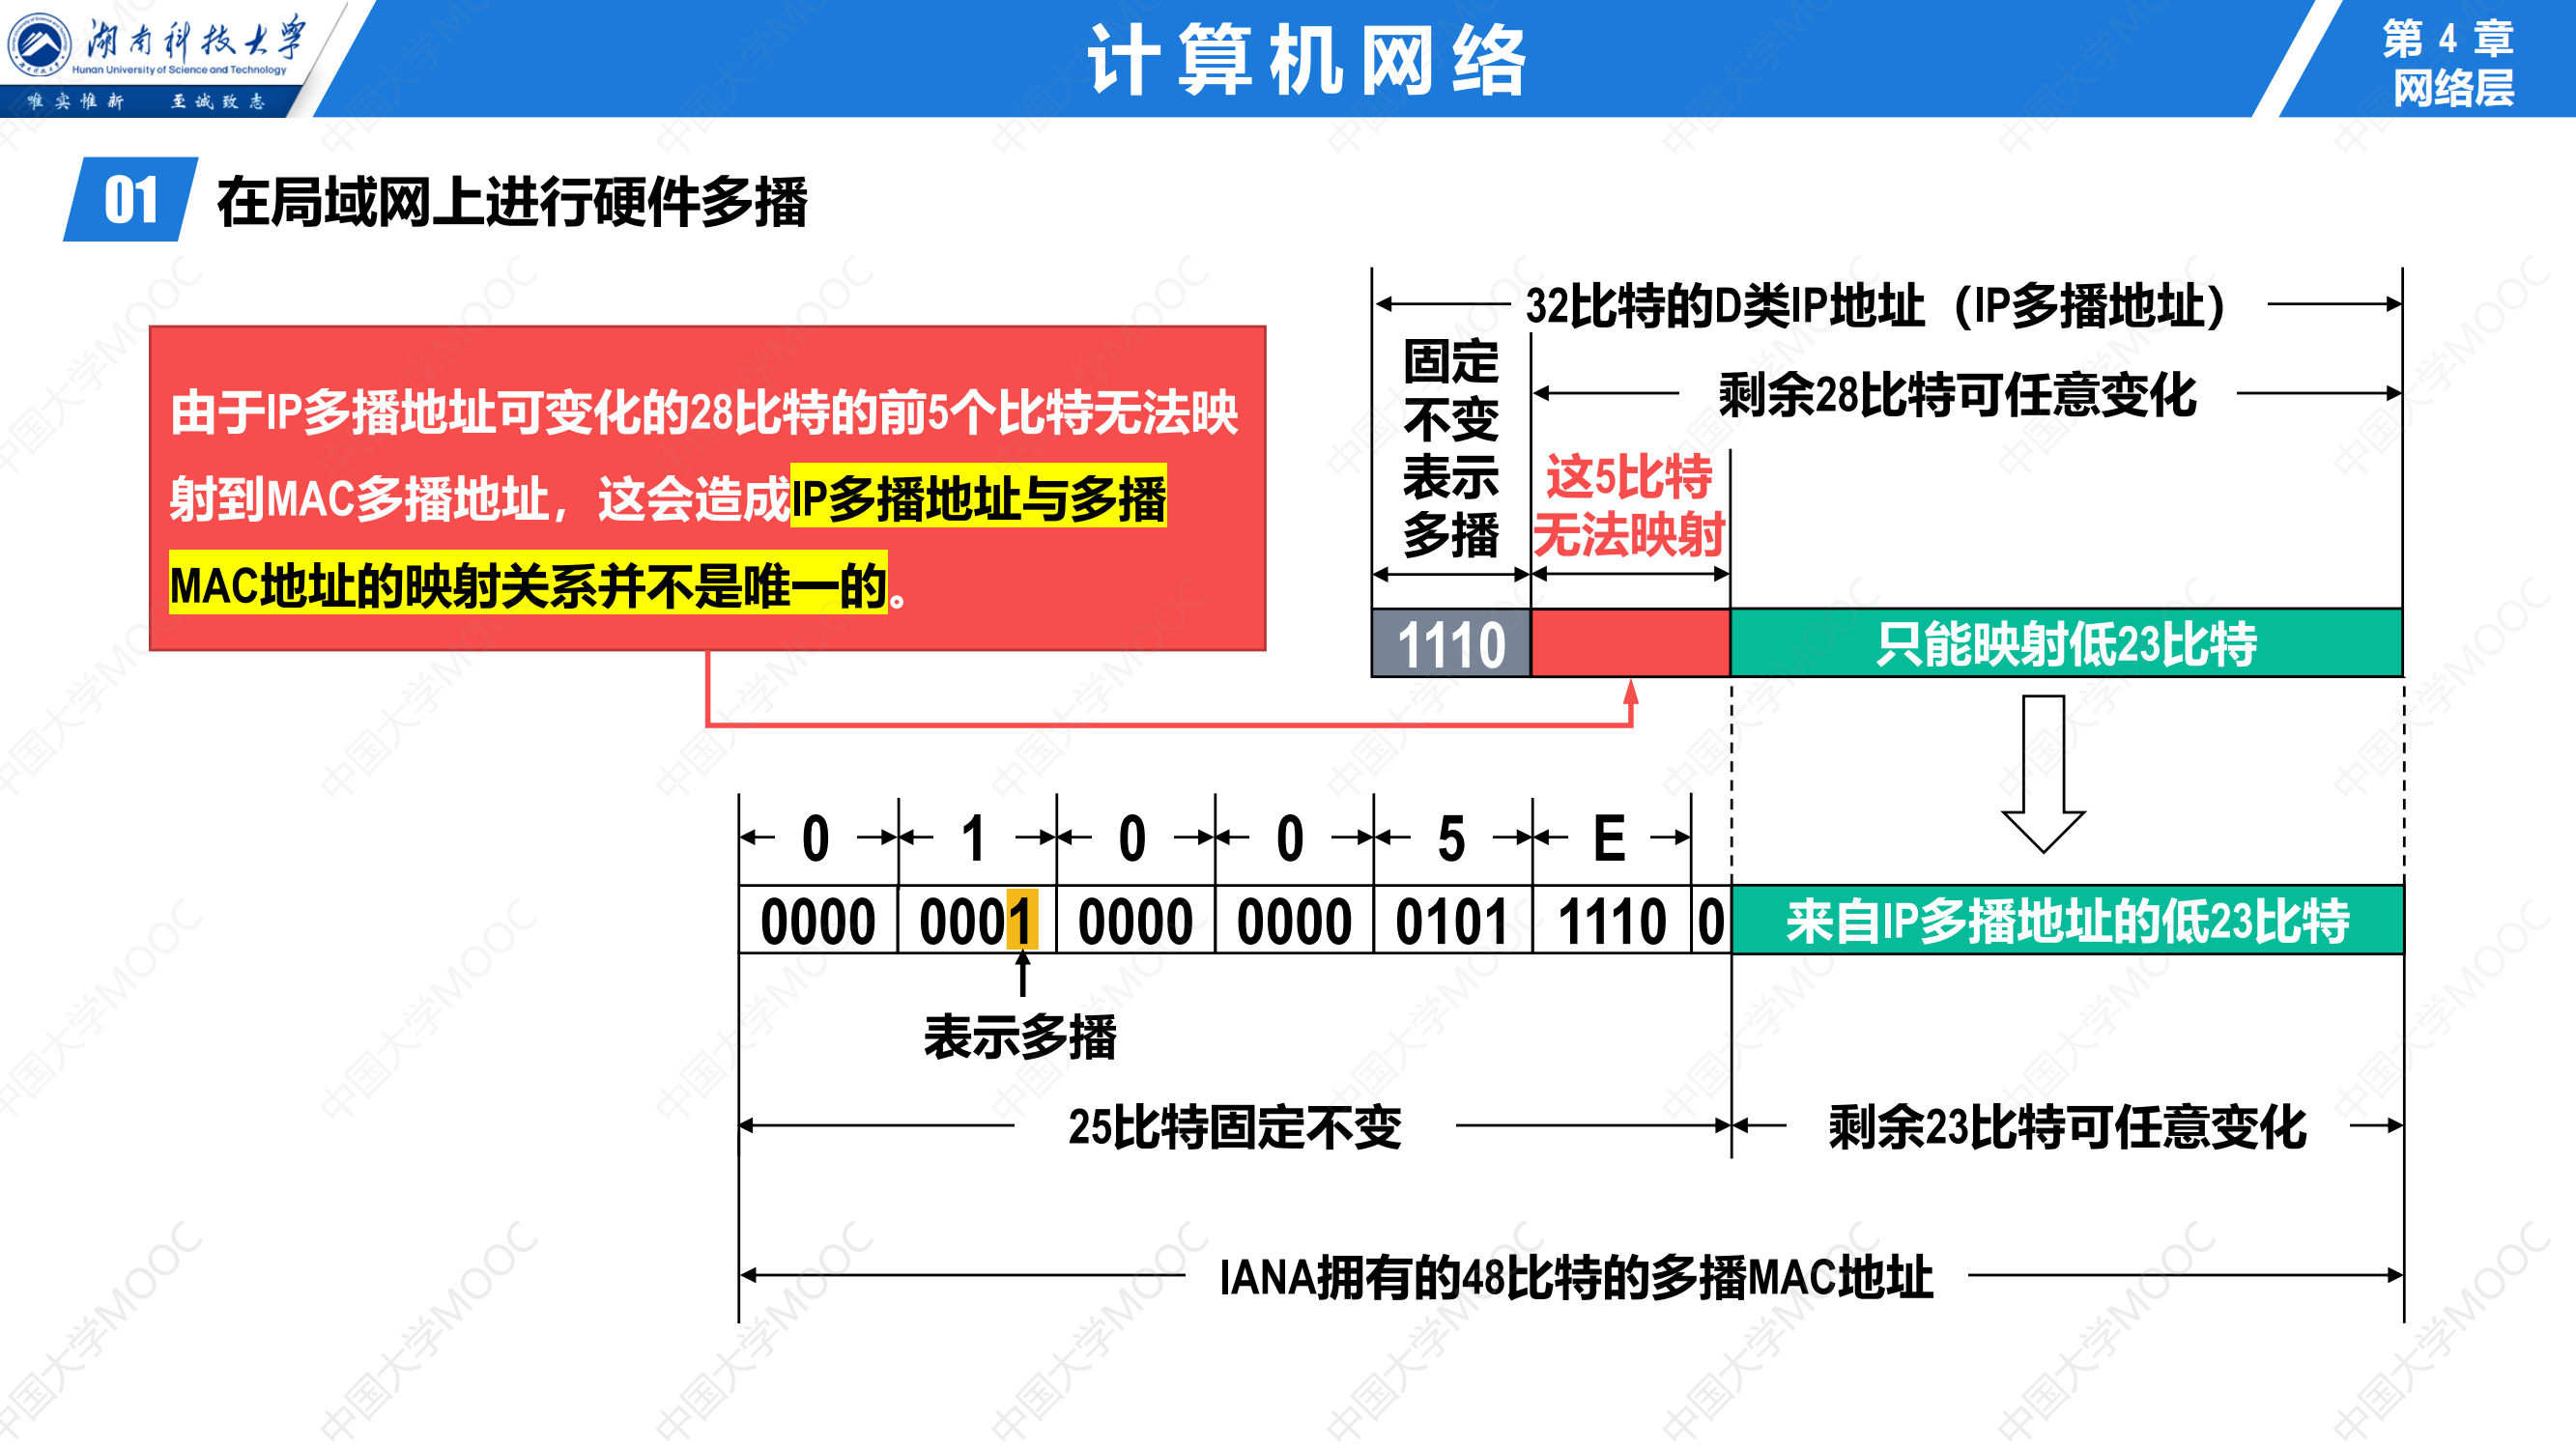 湖南科技大学
Hunan University of Science and Technology
唯实惟新 至诚致志
计算机网络
第 4 章
网络层
01 在局域网上进行硬件多播
由于IP多播地址可变化的28比特的前5个比特无法映
射到MAC多播地址，这会造成IP多播地址与多播
MAC地址的映射关系并不是唯一的。
32比特的D类IP地址（IP多播地址）
固定
不变
表示
多播
剩余28比特可任意变化
这5比特
无法映射
1110 只能映射低23比特
0 1 0 0 5 E
0000 0001 0000 0000 0101 1110 0 来自IP多播地址的低23比特
表示多播
25比特固定不变 剩余23比特可任意变化
IANA拥有的48比特的多播MAC地址
中国大学MOOC